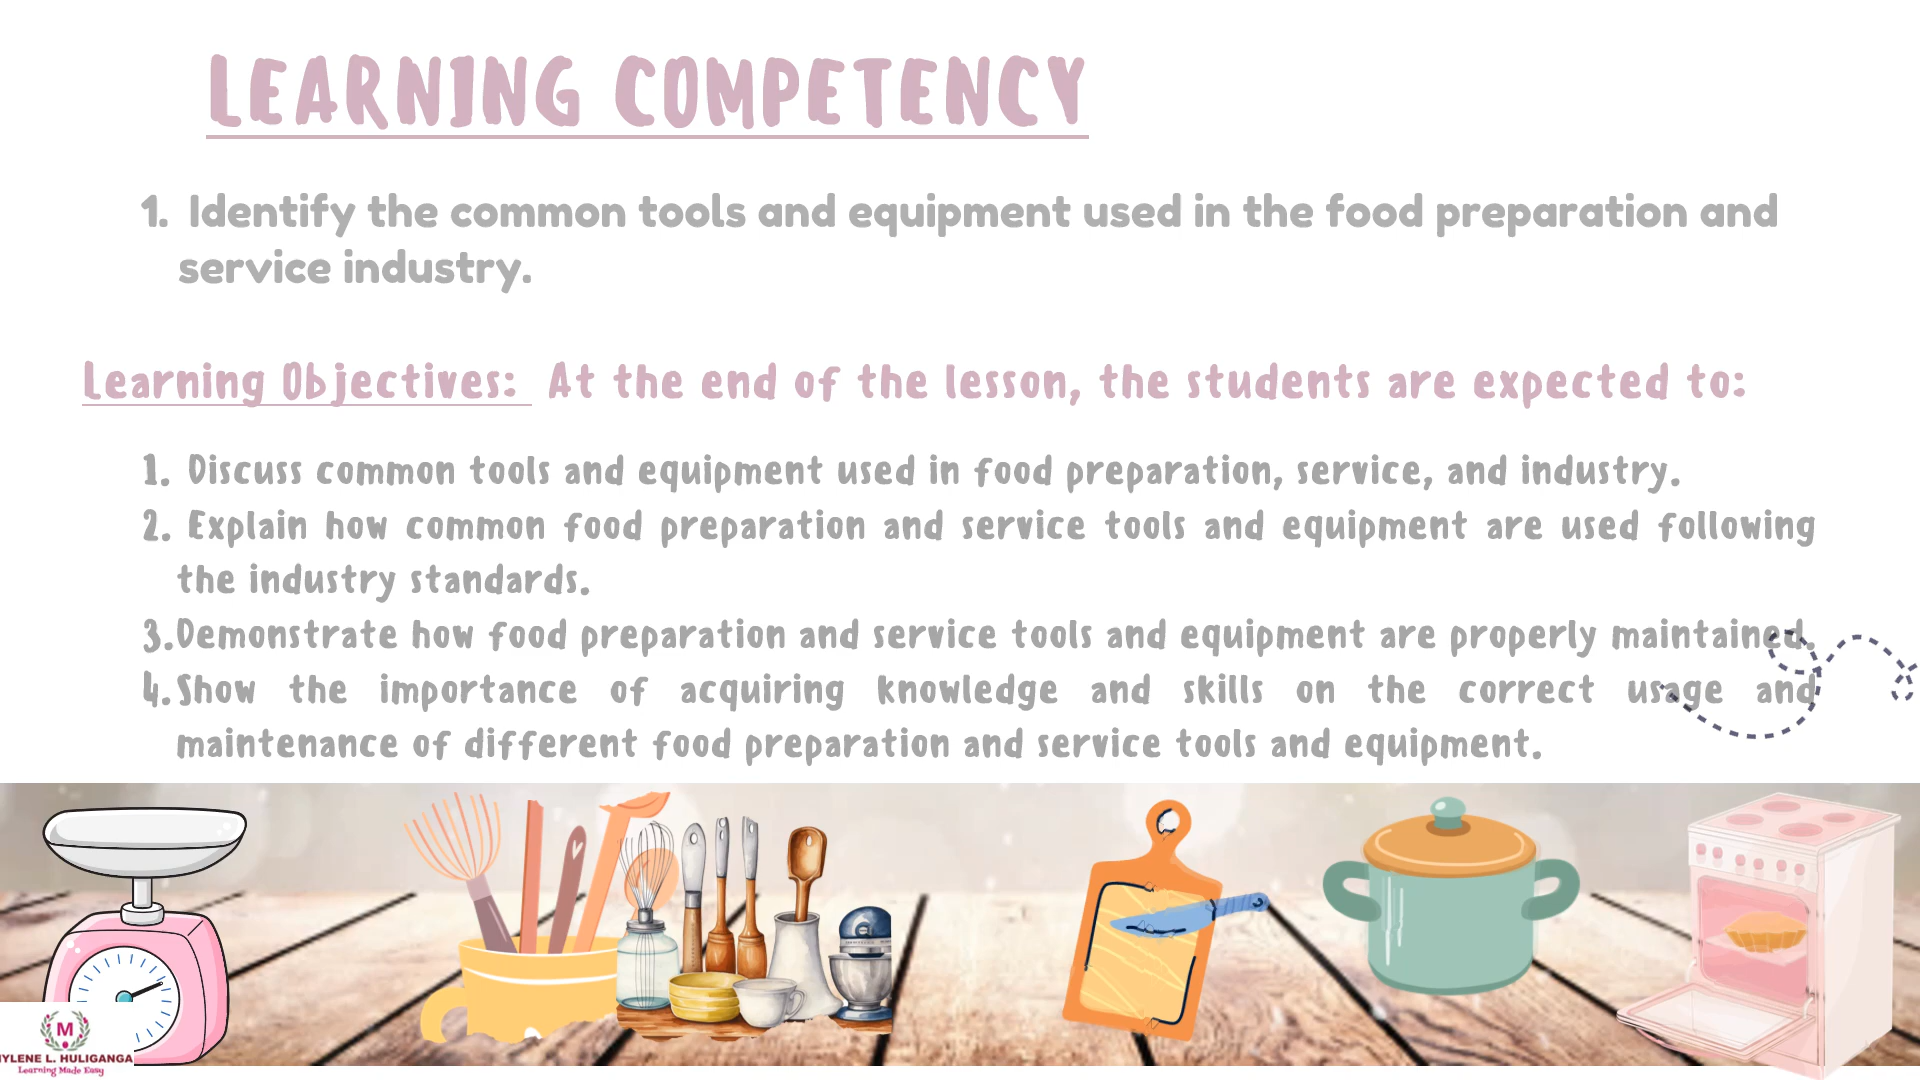 LEARNING COMPETENCY
1. Identify the common tools and equipment used in the food preparation and
service industry.
Learning Objectives: At the end of the lesson, the students are expected to:
1. Discuss common tools and equipment used in food preparation, service, and industry.
2. Explain how common food preparation and service tools and equipment are used following
the industry standards.
3. Demonstrate how food preparation and service tools and equipment are properly maintained.
4. Show the importance of acquiring knowledge and skills on the correct usage and
maintenance of different food preparation and service tools and equipment.
M
YLENE L. HULIGANGA
Learning Made Easy